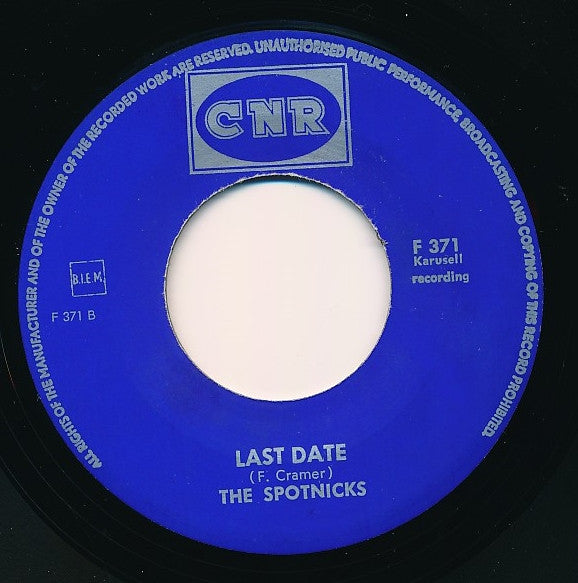 ALL RIGHTS OF THE MANUFACTURER AND OF THE OWNER OF THE RECORDED WORK ARE RESERVED. UNAUTHORISED PUBLIC PERFORMANCE, BROADCASTING AND COPYING OF THIS RECORD PROHIBITED.
CNR
F 371
Karusell
recording
B.I.E.M.
F 371 B
LAST DATE
(F. Cramer)
THE SPOTNICKS